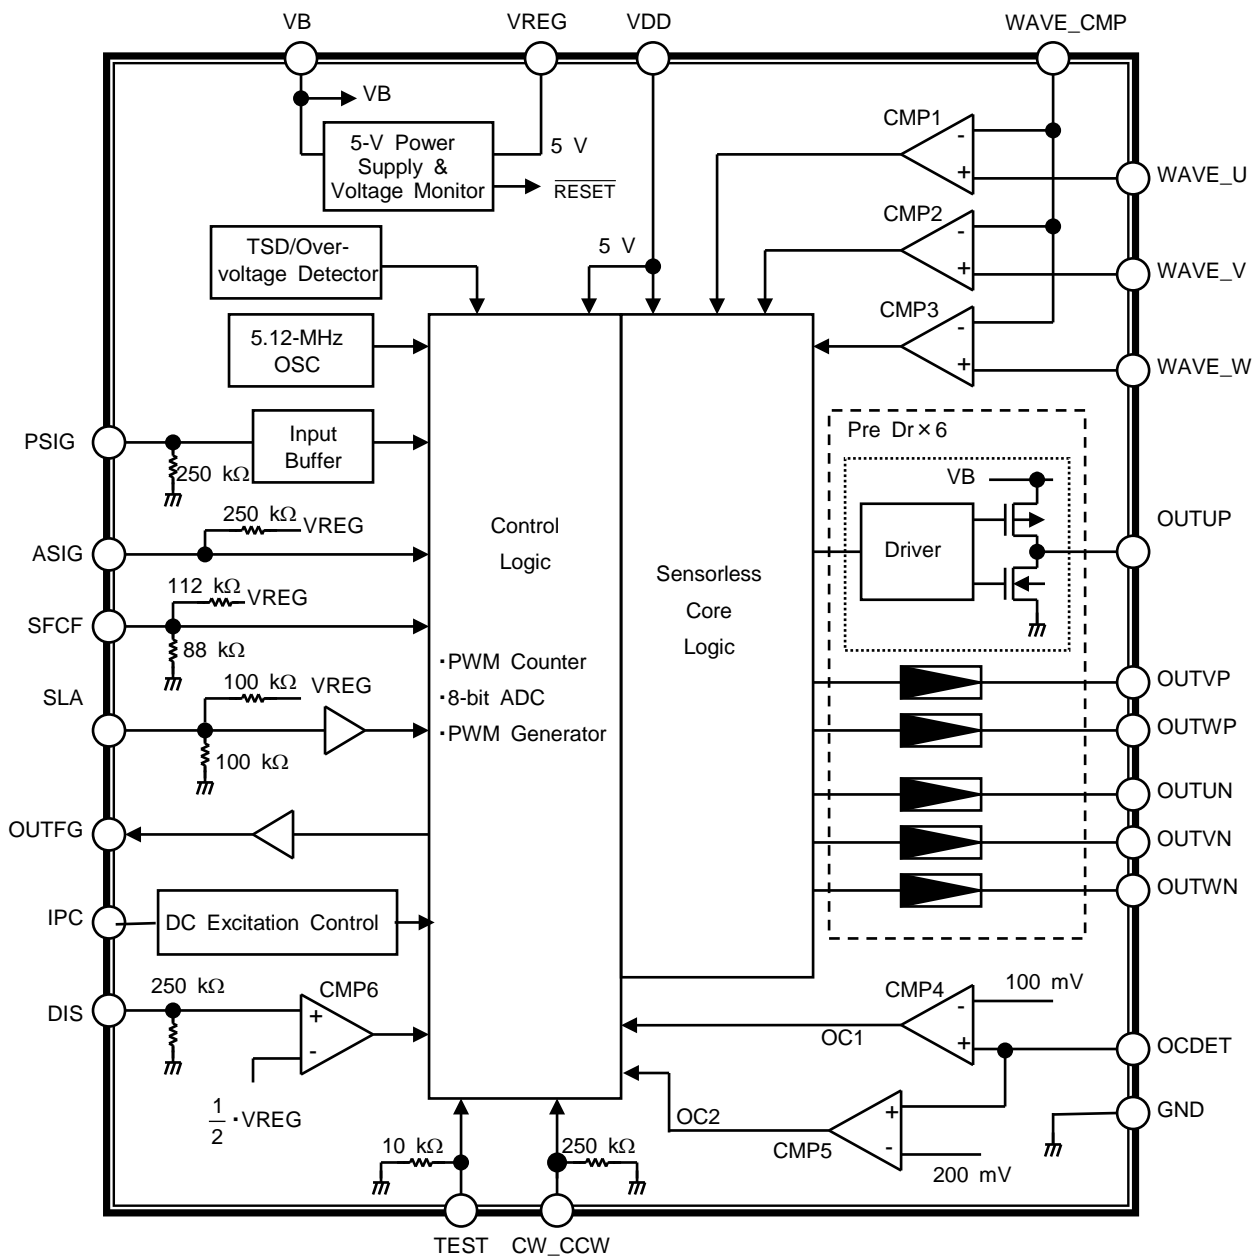 VB
VREG
VDD
WAVE_CMP
VB
5-V Power
Supply &
Voltage Monitor
5 V
RESET
CMP1
-
+
WAVE_U
CMP2
-
+
WAVE_V
CMP3
-
+
WAVE_W
TSD/Over-
voltage Detector
5 V
5.12-MHz
OSC
PSIG
250 kΩ
Input
Buffer
ASIG
250 kΩ
VREG
SFCF
112 kΩ
VREG
88 kΩ
SLA
100 kΩ
VREG
100 kΩ
OUTFG
IPC
DC Excitation Control
DIS
250 kΩ
CMP6
+
-
1/2・VREG
Control
Logic
・PWM Counter
・8-bit ADC
・PWM Generator
Sensorless
Core
Logic
Pre Dr×6
VB
Driver
OUTUP
OUTVP
OUTWP
OUTUN
OUTVN
OUTWN
CMP4
100 mV
-
+
OC1
OCDET
OC2
CMP5
+
-
200 mV
GND
10 kΩ
250 kΩ
TEST
CW_CCW